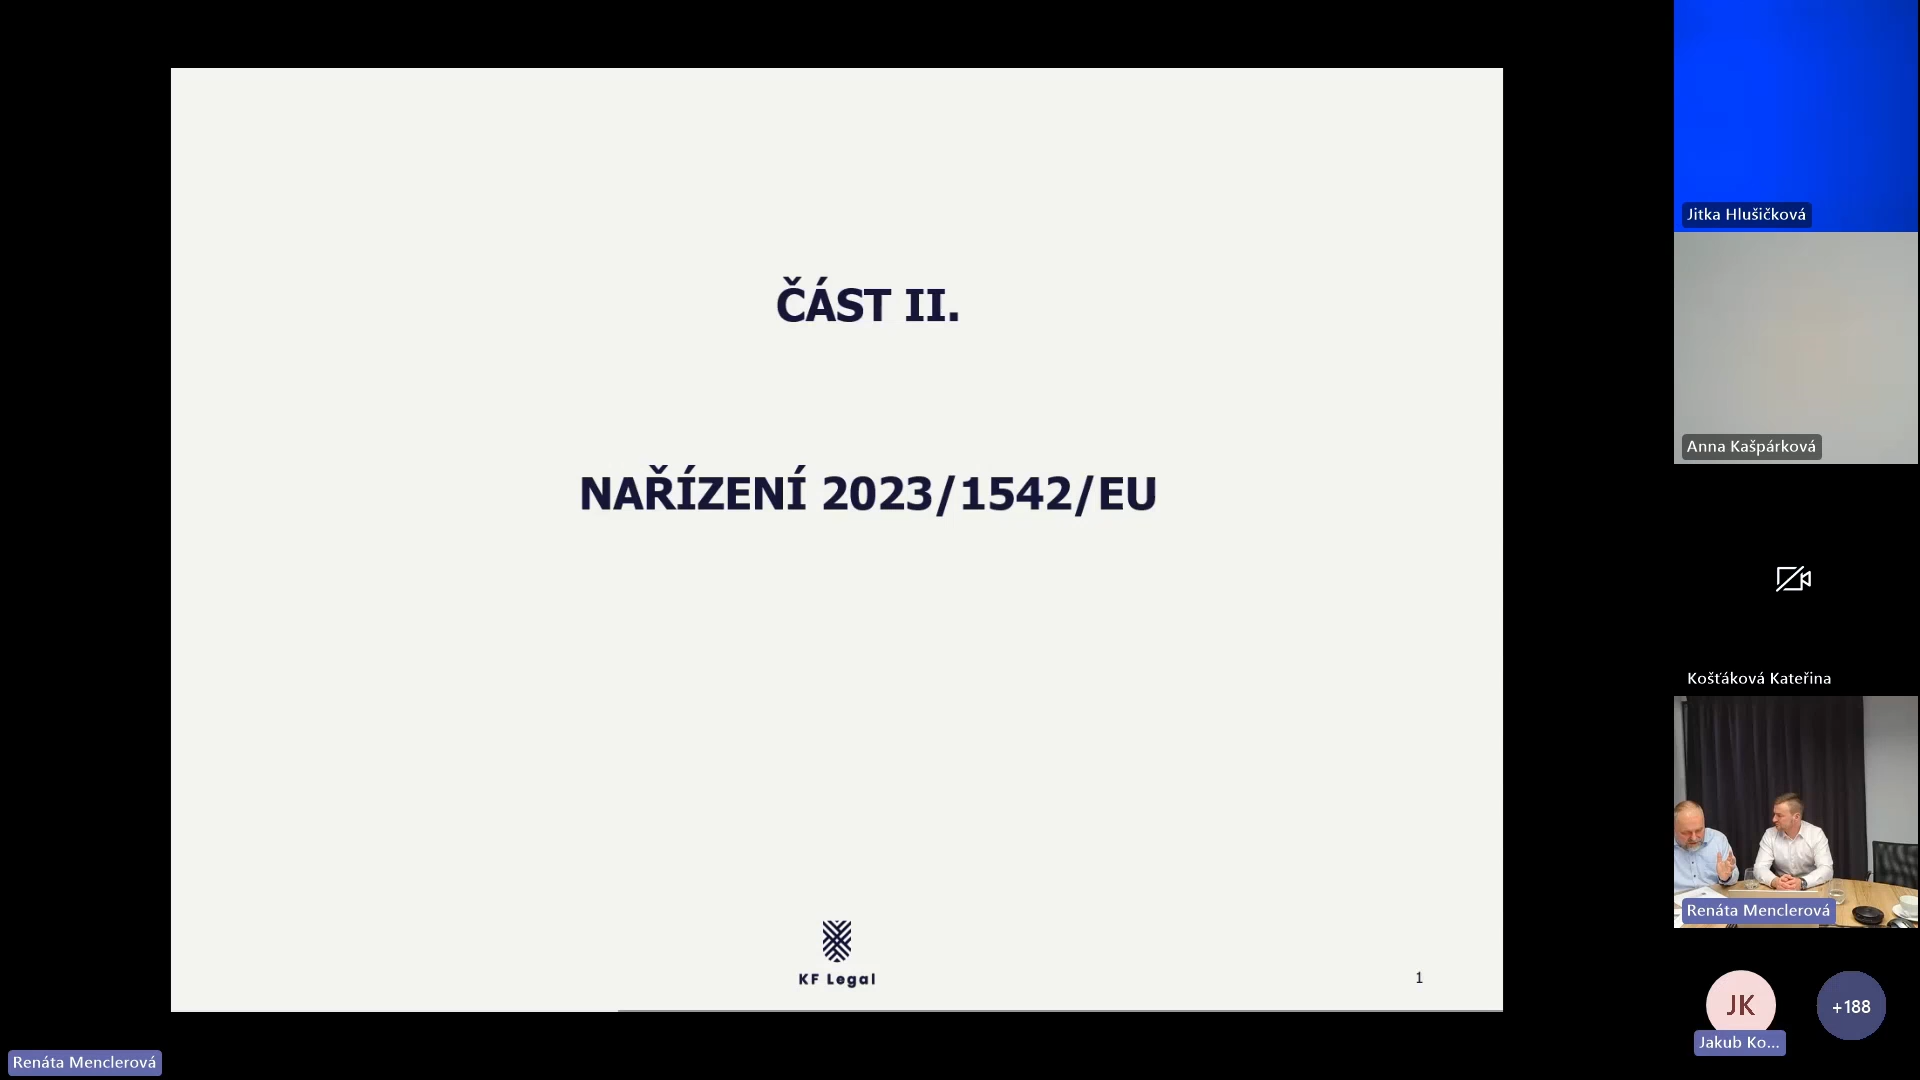 ČÁST II.
NAŘÍZENÍ 2023/1542/EU
KF Legal
1
Jitka Hlušičková
Anna Kašpárková
Košťáková Kateřina
Renáta Menclerová
JK
+188
Jakub Ko...
Renáta Menclerová